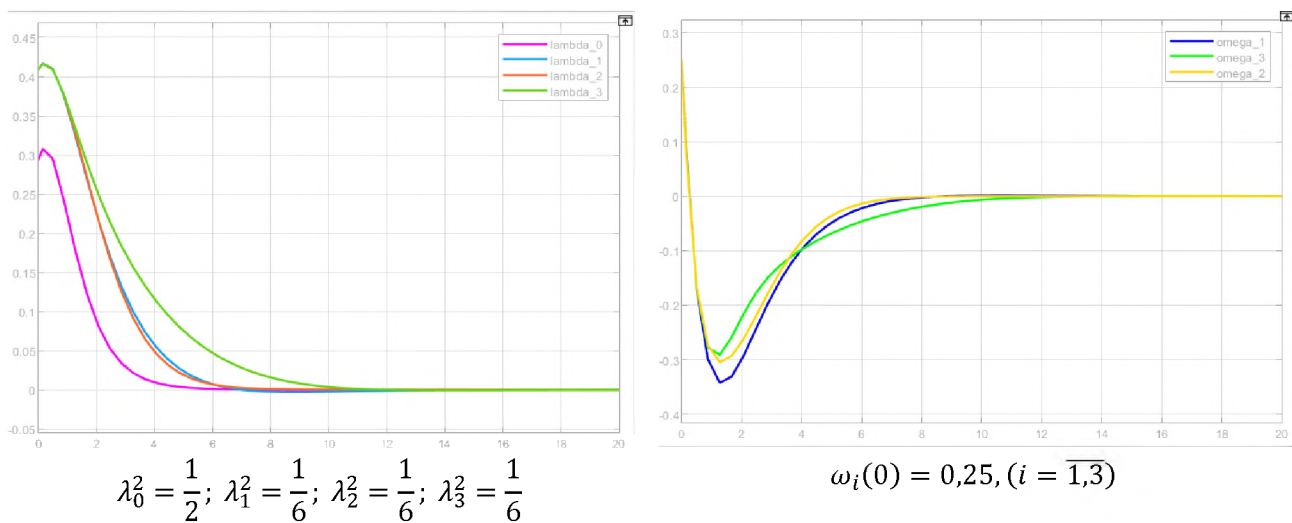 0.45
0.4
0.35
0.3
0.25
0.2
0.15
0.1
0.05
0
-0.05
0 2 4 6 8 10 12 14 16 18 20
lambda_0
lambda_1
lambda_2
lambda_3
λ₀² = 1/2; λ₁² = 1/6; λ₂² = 1/6; λ₃² = 1/6
0.3
0.2
0.1
0
-0.1
-0.2
-0.3
-0.4
0 2 4 6 8 10 12 14 16 18 20
omega_1
omega_3
omega_2
ωᵢ(0) = 0,25, (i = 1,3)